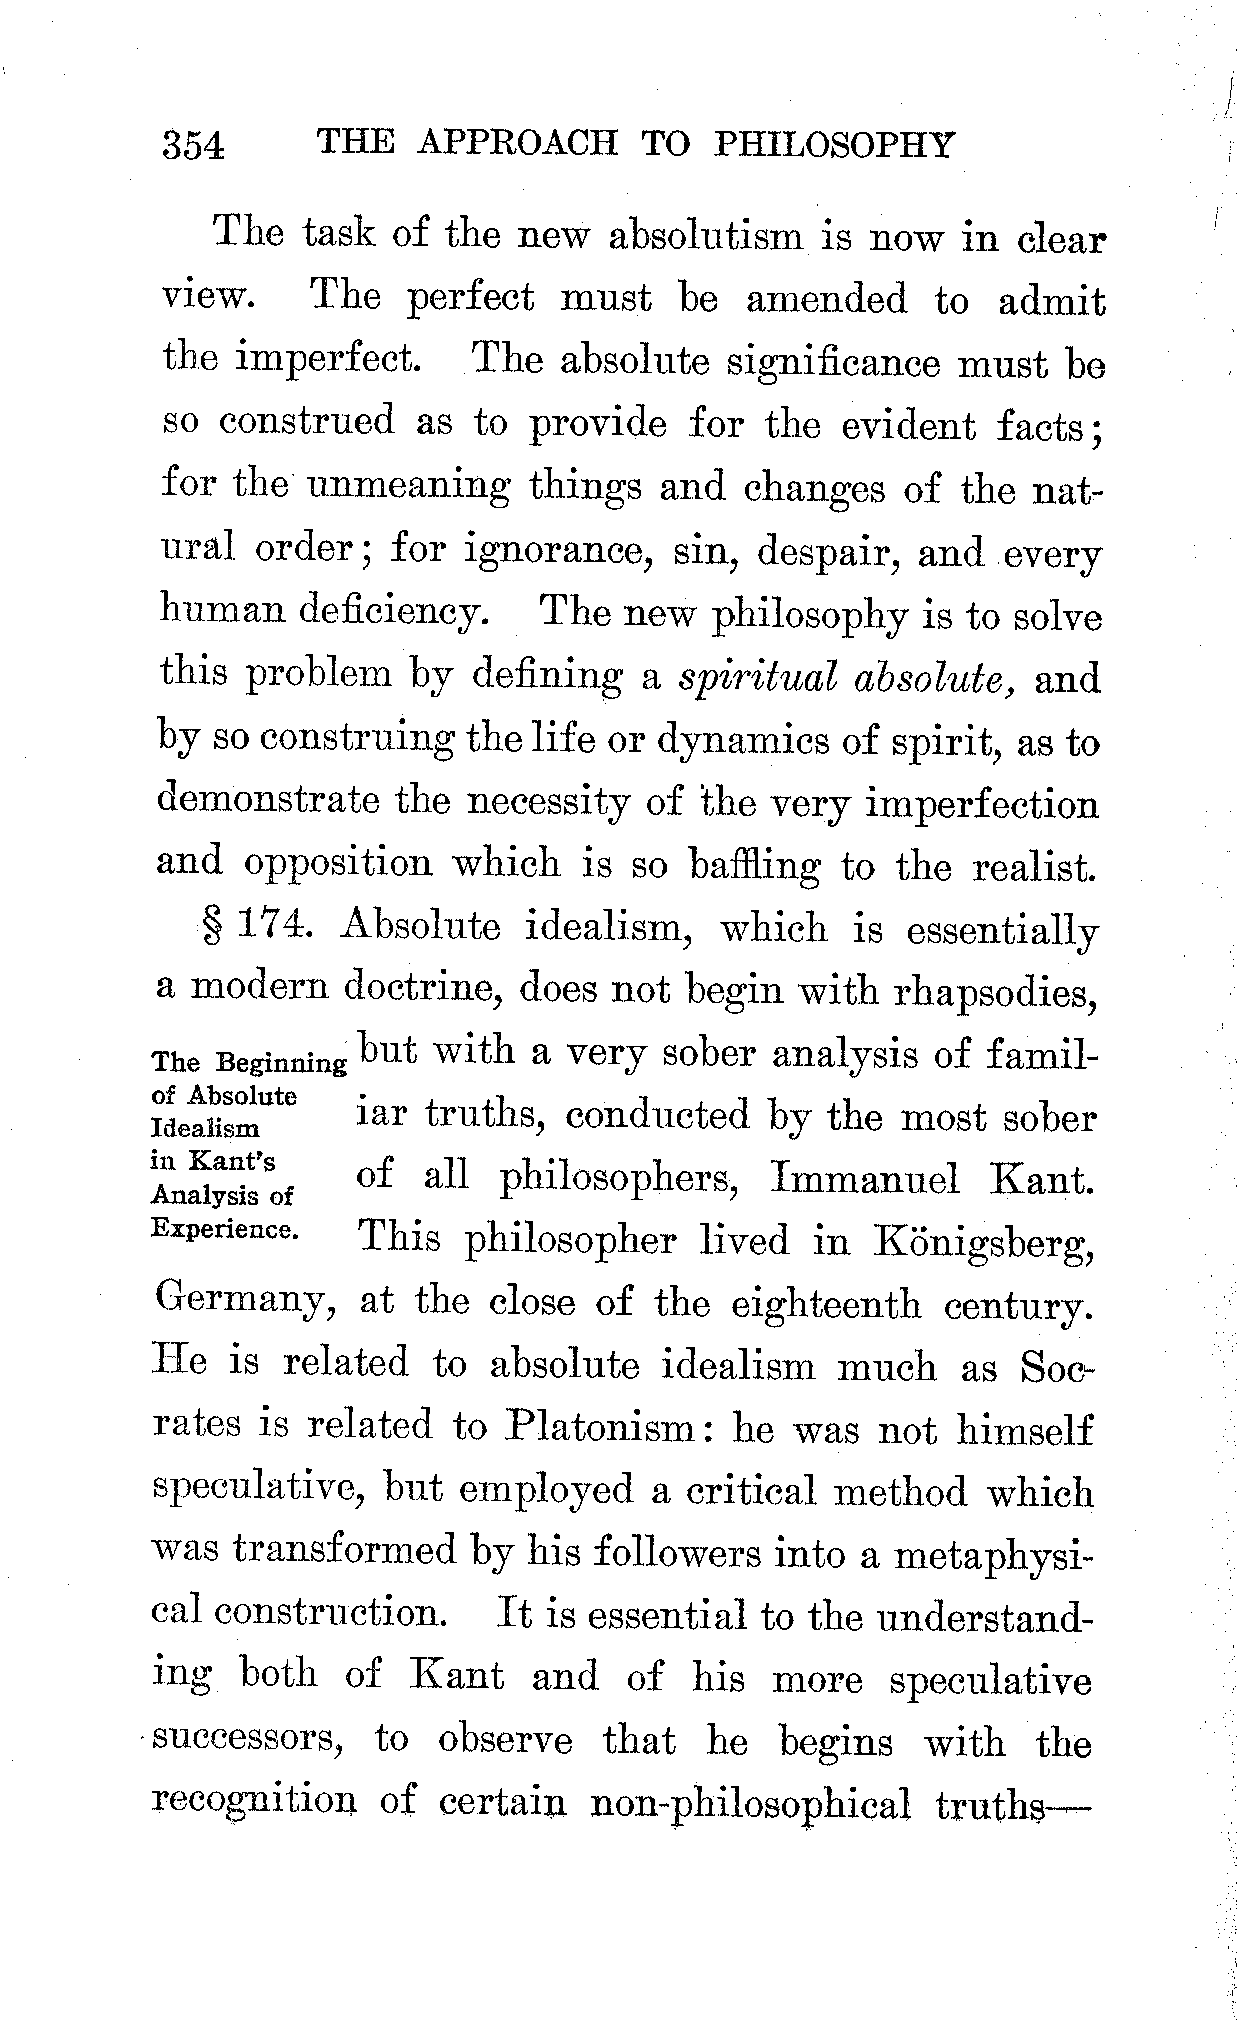 354 THE APPROACH TO PHILOSOPHY
The task of the new absolutism is now in clear
view. The perfect must be amended to admit
the imperfect. The absolute significance must be
so construed as to provide for the evident facts;
for the unmeaning things and changes of the nat-
ural order; for ignorance, sin, despair, and every
human deficiency. The new philosophy is to solve
this problem by defining a spiritual absolute, and
by so construing the life or dynamics of spirit, as to
demonstrate the necessity of the very imperfection
and opposition which is so baffling to the realist.
§ 174. Absolute idealism, which is essentially
a modern doctrine, does not begin with rhapsodies,
The Beginning
of Absolute
Idealism
in Kant's
Analysis of
Experience.
but with a very sober analysis of famil-
iar truths, conducted by the most sober
of all philosophers, Immanuel Kant.
This philosopher lived in Königsberg,
Germany, at the close of the eighteenth century.
He is related to absolute idealism much as Soc-
rates is related to Platonism: he was not himself
speculative, but employed a critical method which
was transformed by his followers into a metaphysi-
cal construction. It is essential to the understand-
ing both of Kant and of his more speculative
successors, to observe that he begins with the
recognition of certain non-philosophical truths—